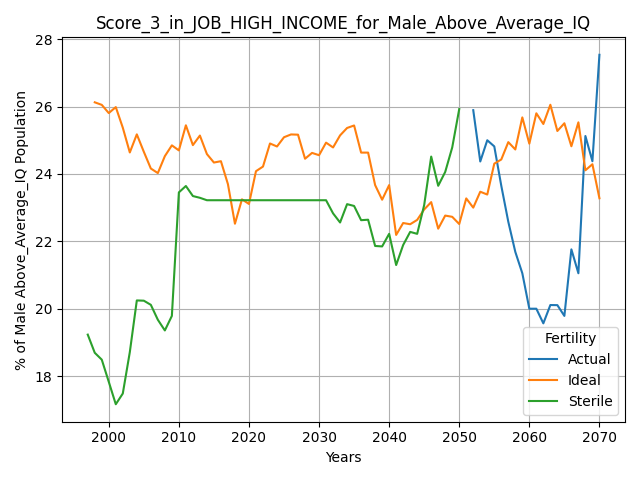 Score_3_in_JOB_HIGH_INCOME_for_Male_Above_Average_IQ
% of Male Above_Average_IQ Population
28
26
24
22
20
18
2000 2010 2020 2030 2040 2050 2060 2070
Years
Fertility
Actual
Ideal
Sterile